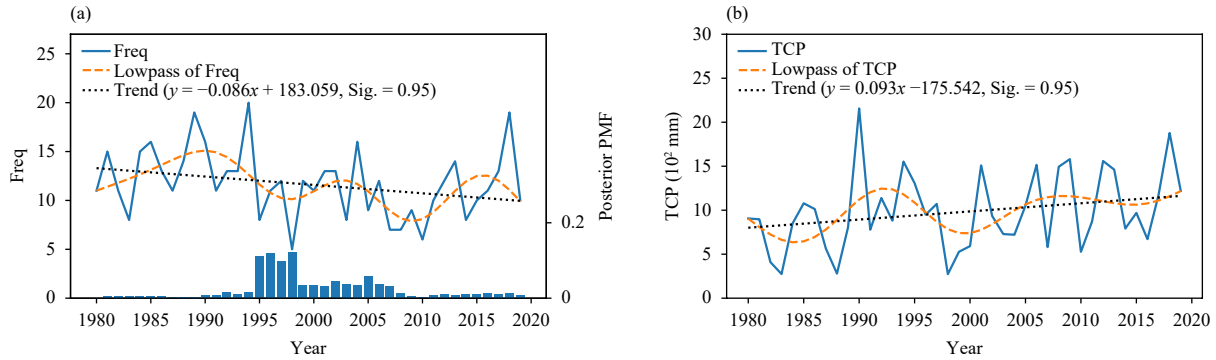 (a)
25
20
15
10
5
0
Freq
Freq
Lowpass of Freq
Trend (y = −0.086x + 183.059, Sig. = 0.95)
0.2
0
Posterior PMF
1980 1985 1990 1995 2000 2005 2010 2015 2020
Year
(b)
30
25
20
15
10
5
0
TCP (10² mm)
TCP
Lowpass of TCP
Trend (y = 0.093x −175.542, Sig. = 0.95)
1980 1985 1990 1995 2000 2005 2010 2015 2020
Year